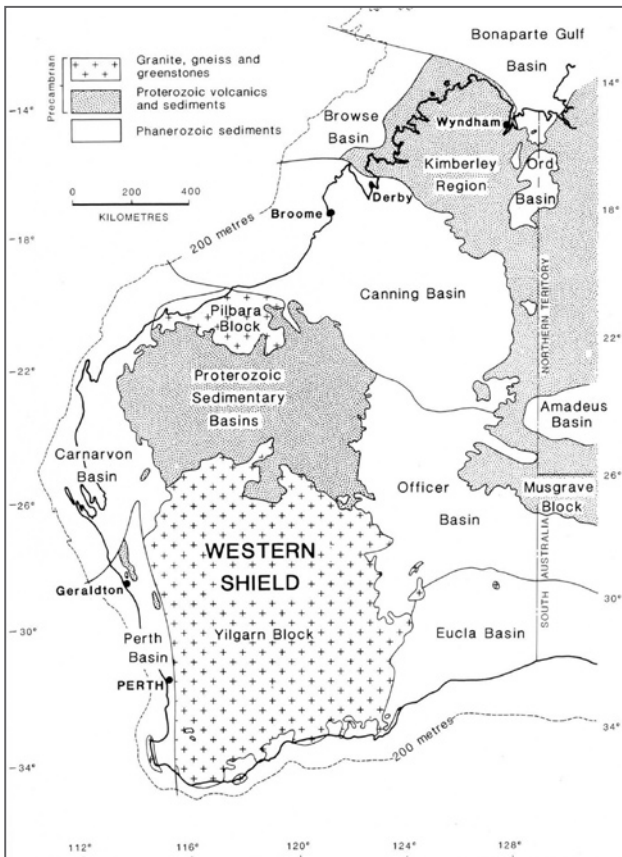 Precambrian
Granite, gneiss and
greenstones
Proterozoic volcanics
and sediments
Phanerozoic sediments
0 200 400
KILOMETRES
Bonaparte Gulf
Basin
Browse
Basin
Wyndham
Kimberley
Region
Ord
Basin
Derby
Broome
200 metres
Canning Basin
NORTHERN TERRITORY
Pilbara
Block
Proterozoic
Sedimentary
Basins
Amadeus
Basin
Carnarvon
Basin
Officer
Basin
Musgrave
Block
WESTERN
SHIELD
Yilgarn Block
Geraldton
SOUTH AUSTRALIA
Eucla Basin
Perth
Basin
PERTH
200 metres
-14°
-18°
-22°
-26°
-30°
-34°
14°
18°
22°
26°
30°
34°
112°
116°
120°
124°
128°